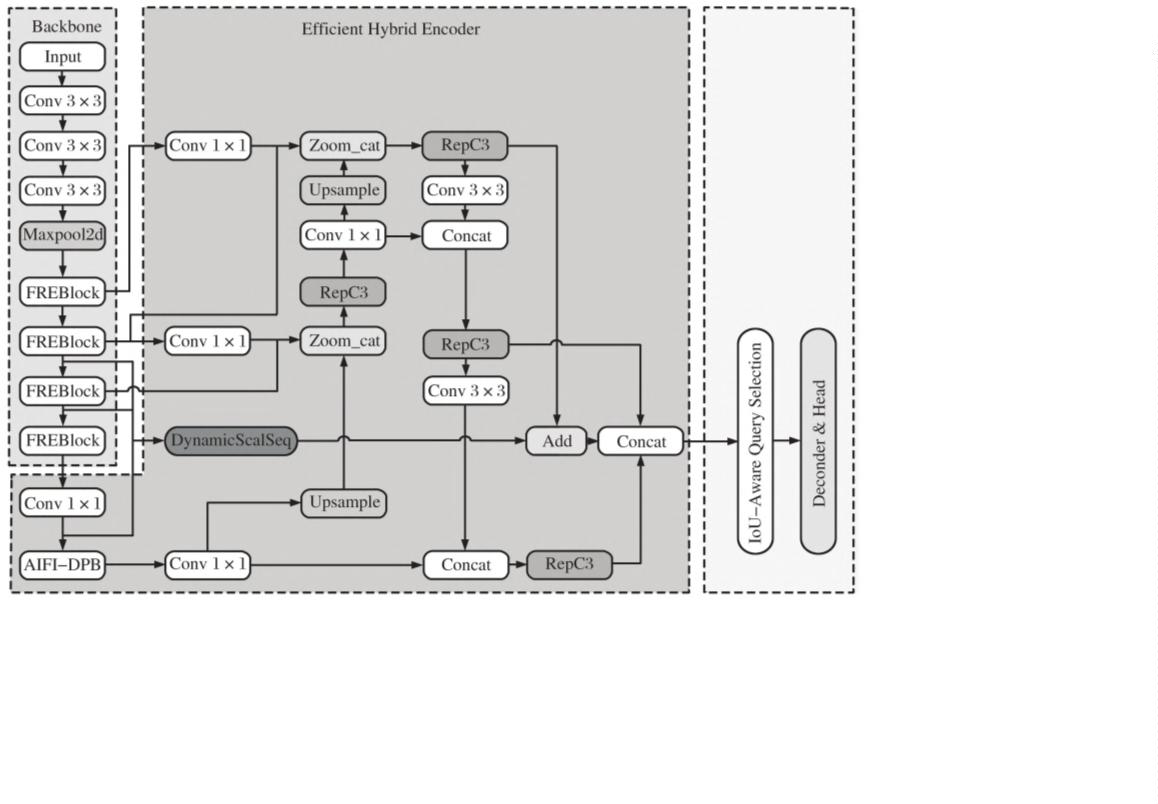 Backbone
Input
Conv 3 × 3
Conv 3 × 3
Conv 3 × 3
Maxpool2d
FREBlock
FREBlock
FREBlock
FREBlock
Conv 1 × 1
AIFI−DPB
Efficient Hybrid Encoder
Conv 1 × 1
Zoom_cat
RepC3
Upsample
Conv 3 × 3
Conv 1 × 1
Concat
RepC3
Conv 1 × 1
Zoom_cat
RepC3
Conv 3 × 3
DynamicScalSeq
Add
Concat
Upsample
Conv 1 × 1
Concat
RepC3
IoU−Aware Query Selection
Deconder & Head